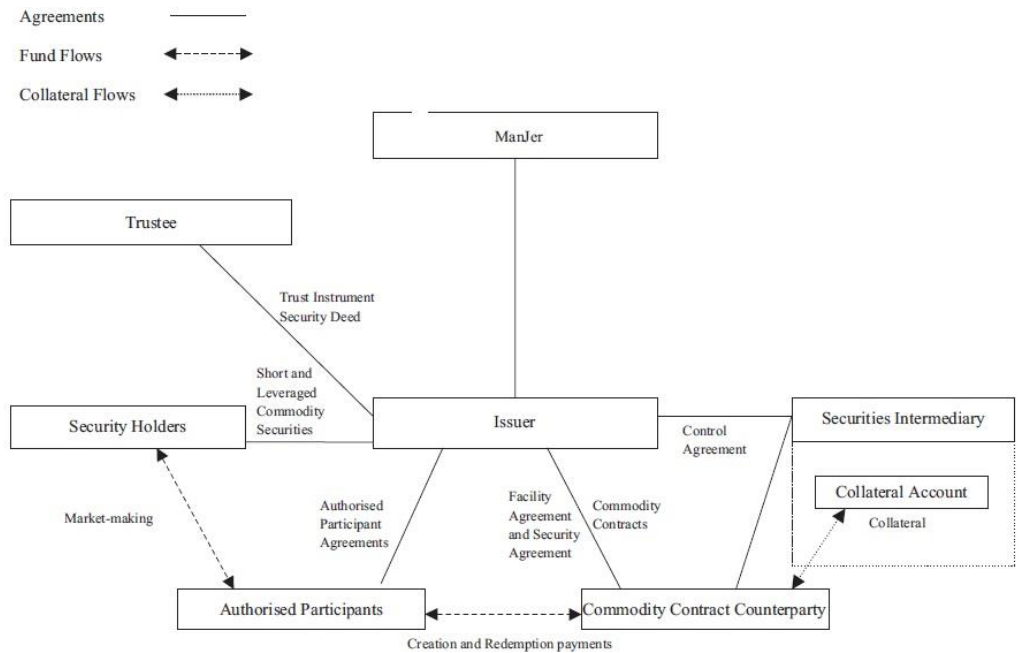 Agreements
Fund Flows
Collateral Flows
ManJer
Trustee
Trust Instrument
Security Deed
Short and
Leveraged
Commodity
Securities
Security Holders
Issuer
Securities Intermediary
Control
Agreement
Collateral Account
Collateral
Market-making
Authorised
Participant
Agreements
Facility
Agreement
and Security
Agreement
Commodity
Contracts
Authorised Participants
Commodity Contract Counterparty
Creation and Redemption payments